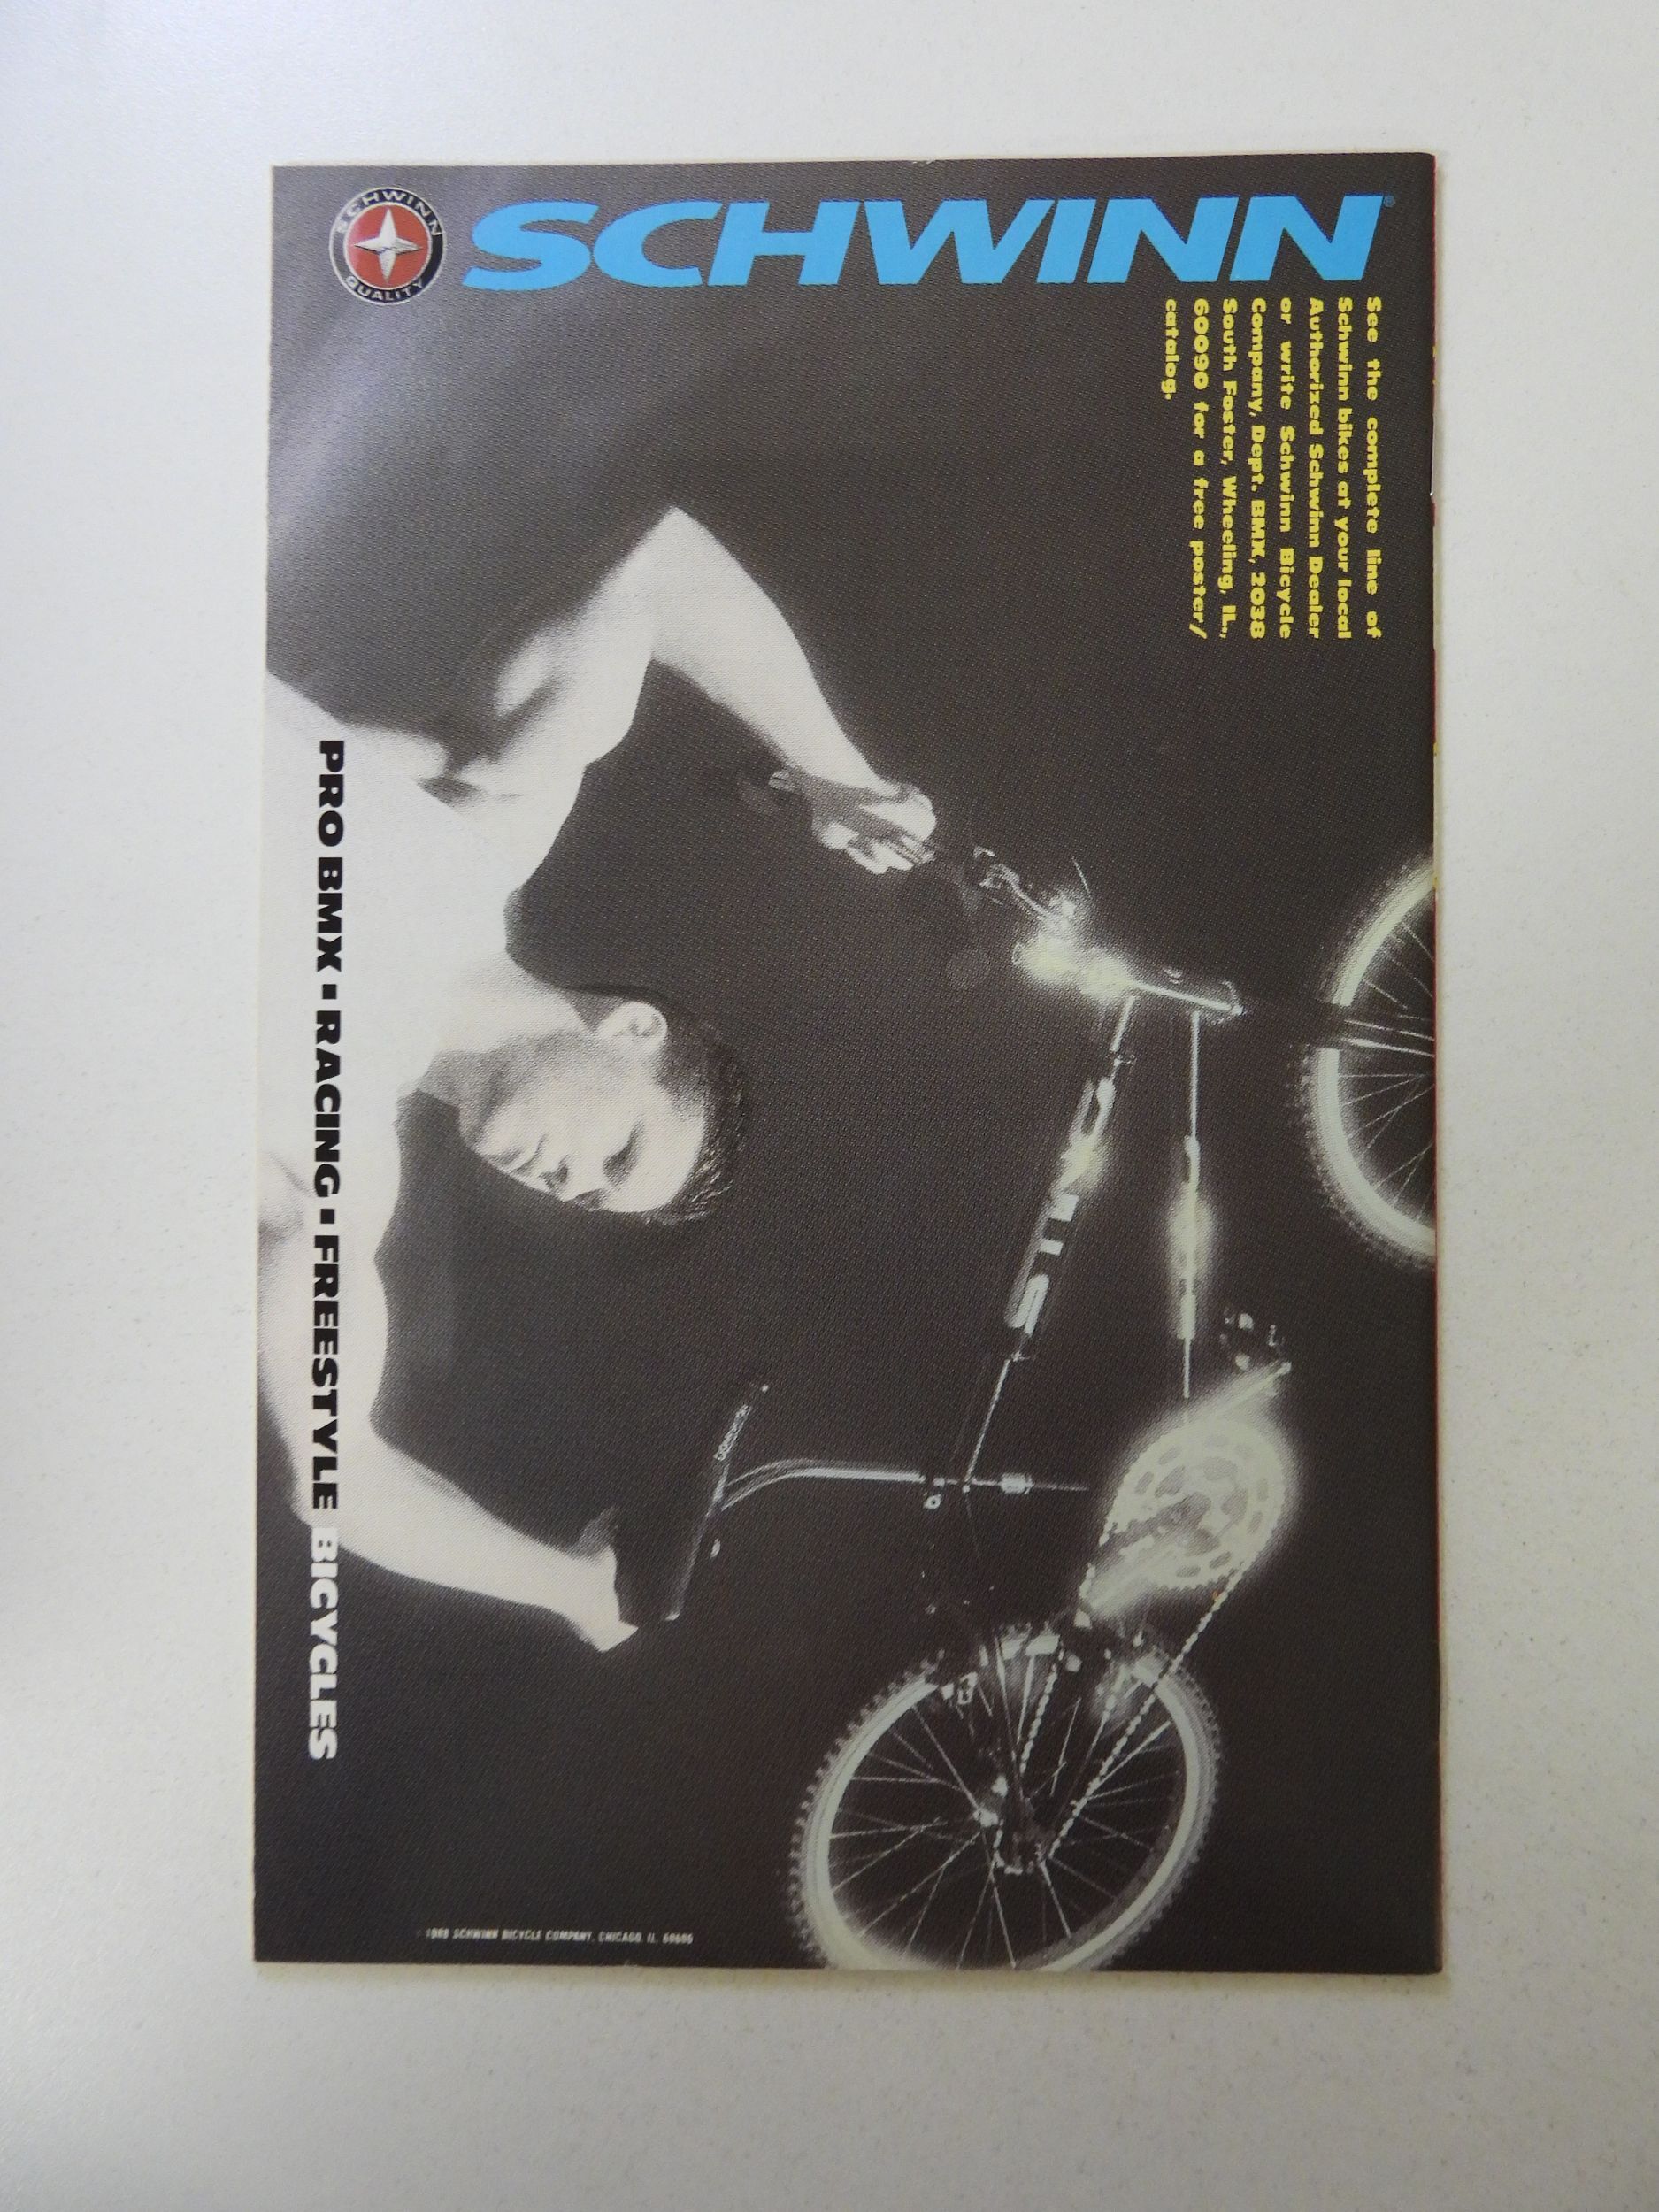 SCHWINN
QUALITY
SCHWINN®
See the complete line of
Schwinn bikes at your local
Authorized Schwinn Dealer
or write Schwinn Bicycle
Company, Dept. BMX, 2038
South Foster, Wheeling, IL.,
60090 for a free poster/
catalog.
PRO BMX ▪ RACING ▪ FREESTYLE BICYCLES
STING
SCHWINN BICYCLE COMPANY, CHICAGO, IL.